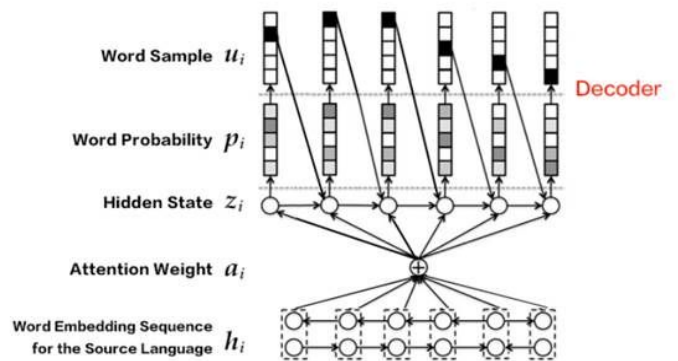 Word Sample u_i
Decoder
Word Probability p_i
Hidden State z_i
Attention Weight a_i
+
Word Embedding Sequence
for the Source Language h_i